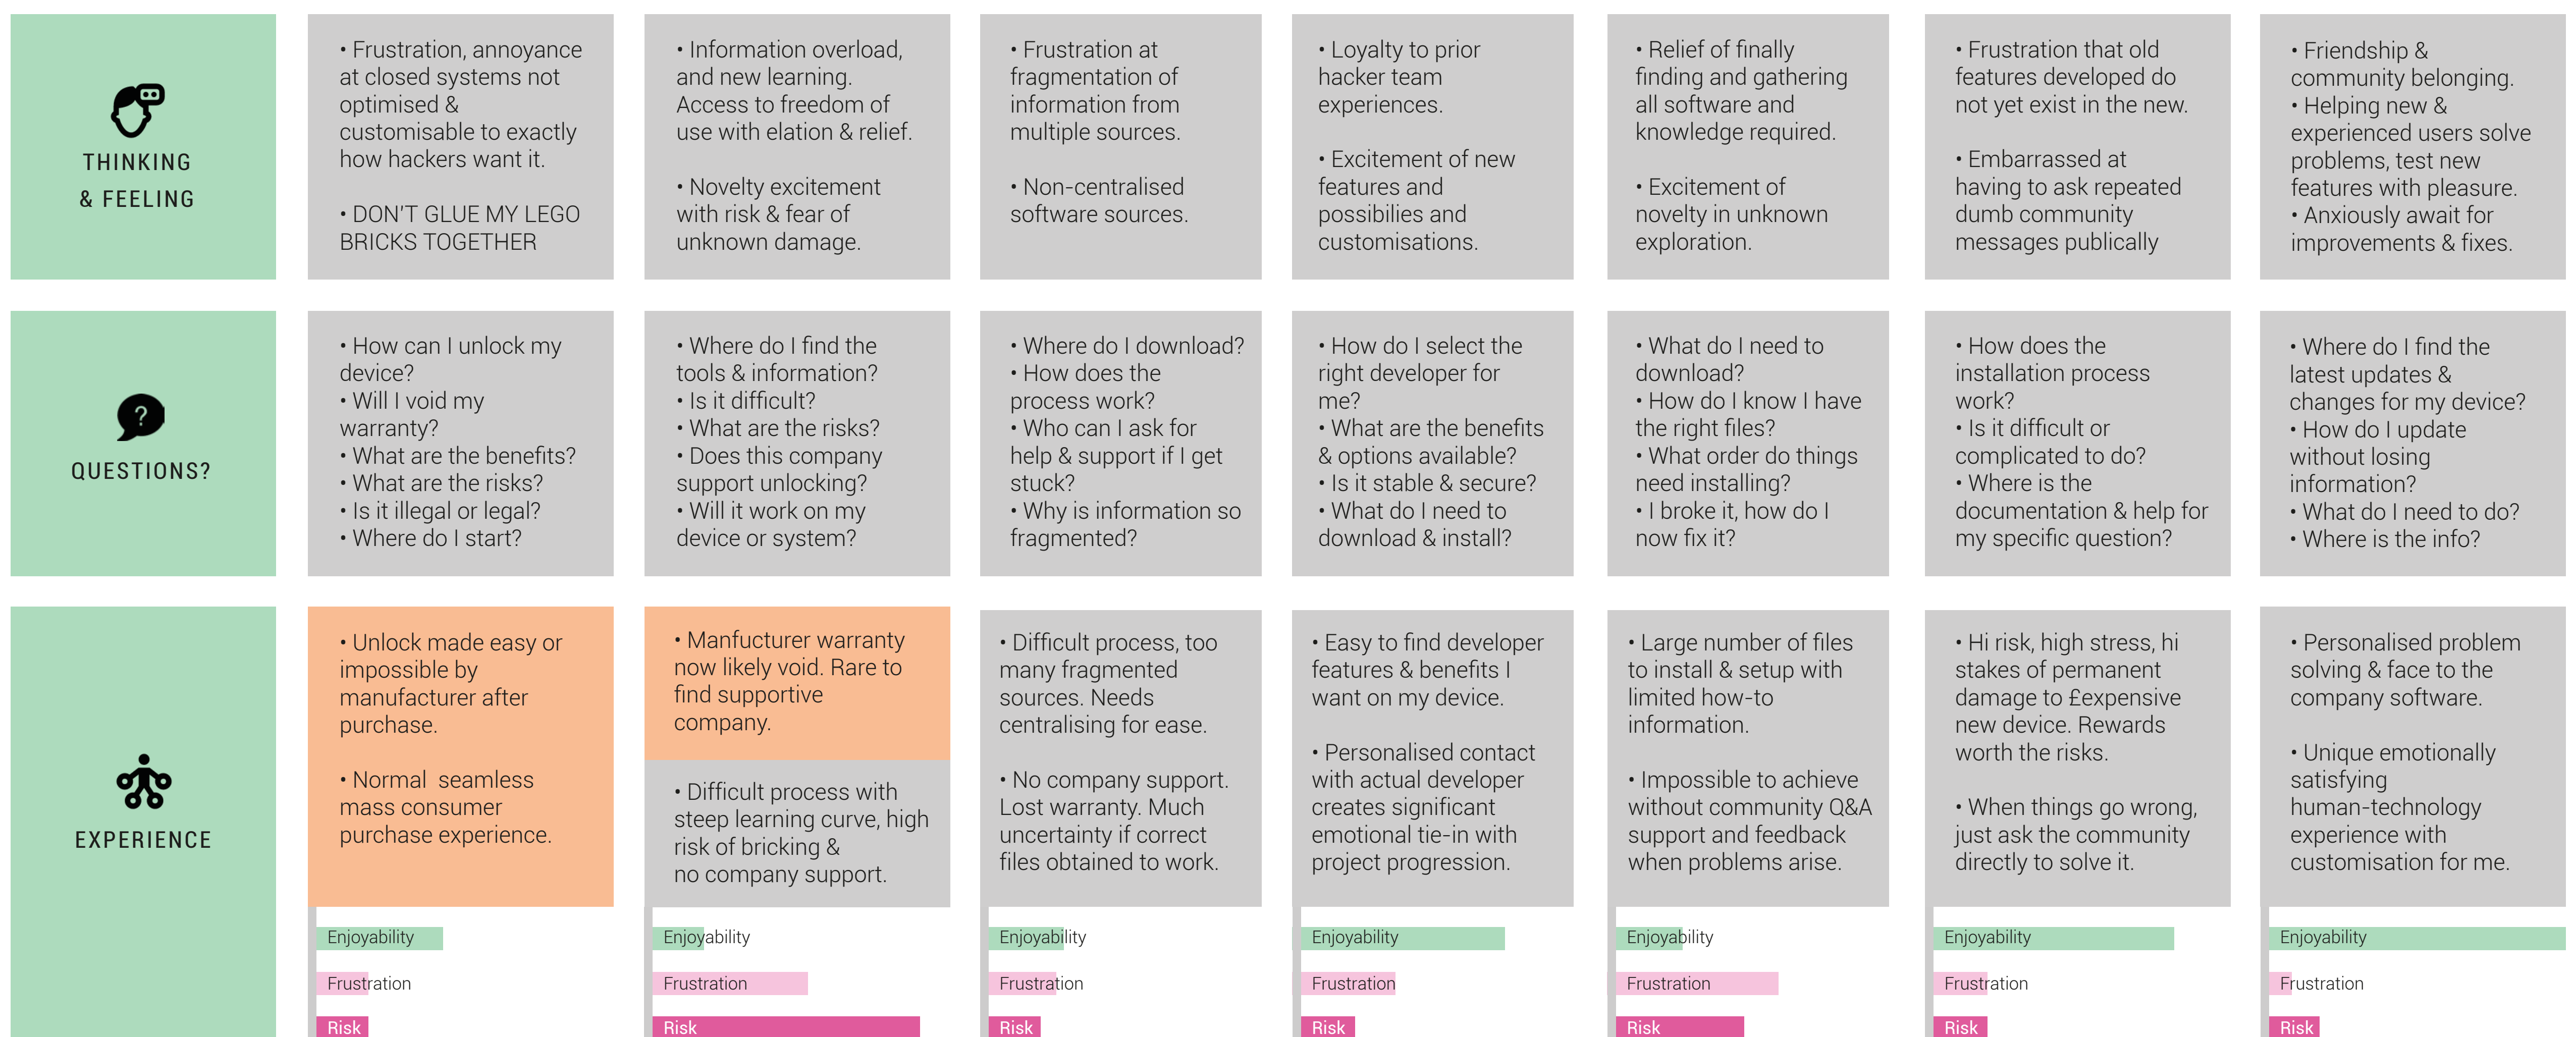 THINKING
& FEELING
• Frustration, annoyance
at closed systems not
optimised &
customisable to exactly
how hackers want it.
• DON'T GLUE MY LEGO
BRICKS TOGETHER
• Information overload,
and new learning.
Access to freedom of
use with elation & relief.
• Novelty excitement
with risk & fear of
unknown damage.
• Frustration at
fragmentation of
information from
multiple sources.
• Non-centralised
software sources.
• Loyalty to prior
hacker team
experiences.
• Excitement of new
features and
possibilies and
customisations.
• Relief of finally
finding and gathering
all software and
knowledge required.
• Excitement of
novelty in unknown
exploration.
• Frustration that old
features developed do
not yet exist in the new.
• Embarrassed at
having to ask repeated
dumb community
messages publically
• Friendship &
community belonging.
• Helping new &
experienced users solve
problems, test new
features with pleasure.
• Anxiously await for
improvements & fixes.
?
QUESTIONS?
• How can I unlock my
device?
• Will I void my
warranty?
• What are the benefits?
• What are the risks?
• Is it illegal or legal?
• Where do I start?
• Where do I find the
tools & information?
• Is it difficult?
• What are the risks?
• Does this company
support unlocking?
• Will it work on my
device or system?
• Where do I download?
• How does the
process work?
• Who can I ask for
help & support if I get
stuck?
• Why is information so
fragmented?
• How do I select the
right developer for
me?
• What are the benefits
& options available?
• Is it stable & secure?
• What do I need to
download & install?
• What do I need to
download?
• How do I know I have
the right files?
• What order do things
need installing?
• I broke it, how do I
now fix it?
• How does the
installation process
work?
• Is it difficult or
complicated to do?
• Where is the
documentation & help for
my specific question?
• Where do I find the
latest updates &
changes for my device?
• How do I update
without losing
information?
• What do I need to do?
• Where is the info?
EXPERIENCE
• Unlock made easy or
impossible by
manufacturer after
purchase.
• Normal seamless
mass consumer
purchase experience.
Enjoyability
Frustration
Risk
• Manfucturer warranty
now likely void. Rare to
find supportive
company.
• Difficult process with
steep learning curve, high
risk of bricking &
no company support.
Enjoyability
Frustration
Risk
• Difficult process, too
many fragmented
sources. Needs
centralising for ease.
• No company support.
Lost warranty. Much
uncertainty if correct
files obtained to work.
Enjoyability
Frustration
Risk
• Easy to find developer
features & benefits I
want on my device.
• Personalised contact
with actual developer
creates significant
emotional tie-in with
project progression.
Enjoyability
Frustration
Risk
• Large number of files
to install & setup with
limited how-to
information.
• Impossible to achieve
without community Q&A
support and feedback
when problems arise.
Enjoyability
Frustration
Risk
• Hi risk, high stress, hi
stakes of permanent
damage to £expensive
new device. Rewards
worth the risks.
• When things go wrong,
just ask the community
directly to solve it.
Enjoyability
Frustration
Risk
• Personalised problem
solving & face to the
company software.
• Unique emotionally
satisfying
human-technology
experience with
customisation for me.
Enjoyability
Frustration
Risk